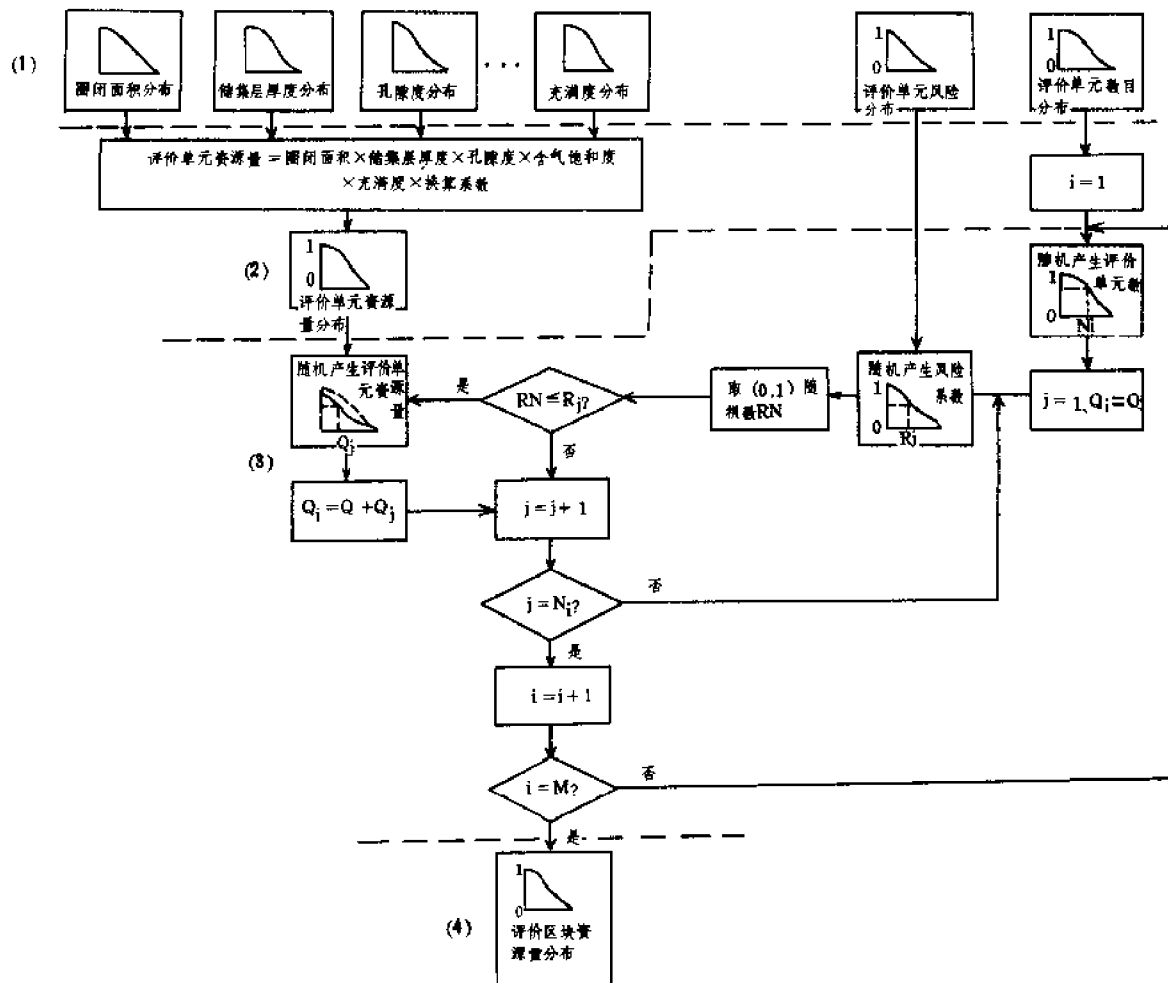 (1)
圈闭面积分布
储集层厚度分布
孔隙度分布
· · ·
充满度分布
1
0
评价单元风险
分布
1
0
评价单元数目
分布
评价单元资源量=圈闭面积×储集层厚度×孔隙度×含气饱和度
×充满度×换算系数
i=1
(2)
1
0
评价单元资源
量分布
随机产生评价
单元数
1
0
Ni
(3)
随机产生评价单
元资源
量
Qj
是
RN≤Rj?
否
取(0,1)随
机数RN
随机产生风险
系数
1
0
Rj
j=1、Qi=Q
Qi=Q+Qj
j=j+1
j=Ni?
否
是
i=i+1
i=M?
否
是
(4)
1
0
评价区块资
源量分布